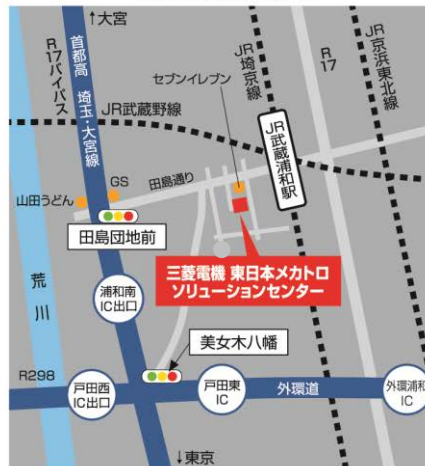 ↑大宮
R17バイパス
首都高 埼玉・大宮線
JR武蔵野線
セブンイレブン
JR埼京線
R17
JR京浜東北線
JR武蔵浦和駅
GS
田島通り
山田うどん
田島団地前
三菱電機 東日本メカトロ
ソリューションセンター
荒川
浦和南
IC出口
美女木八幡
R298
戸田西
IC出口
戸田東
IC
外環道
外環浦和
IC
↓東京